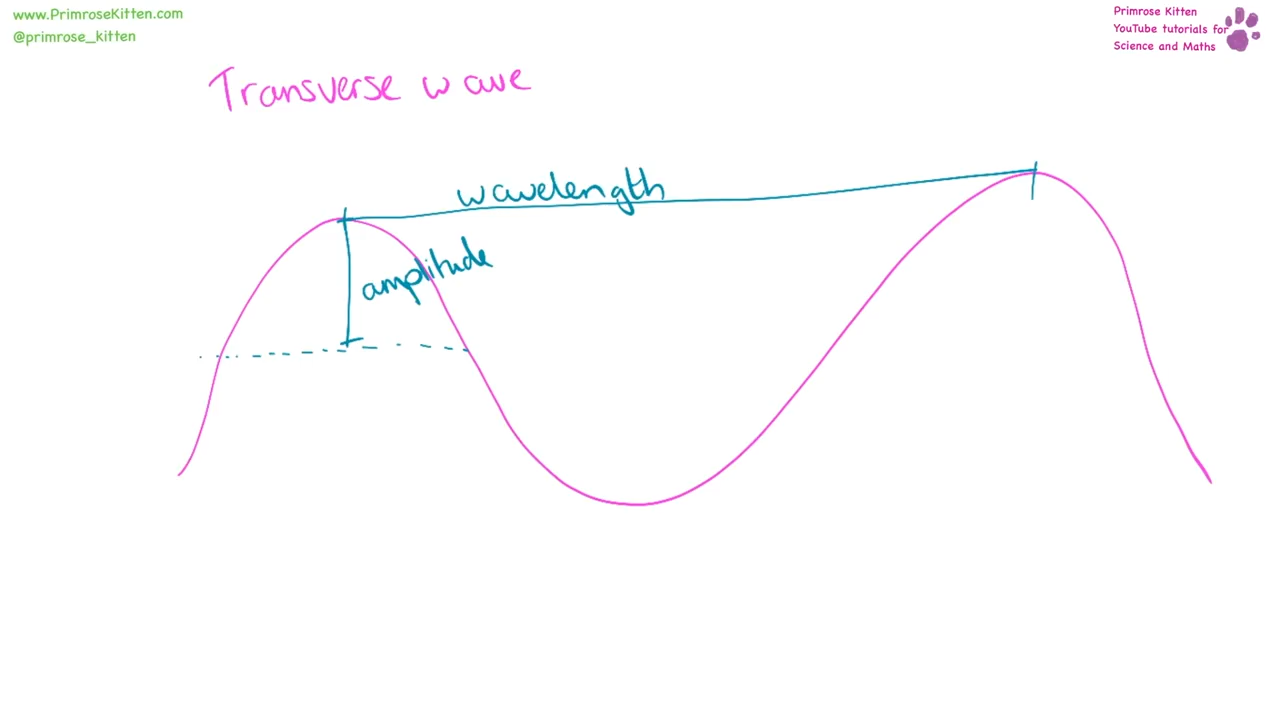 www.PrimroseKitten.com
@primrose_kitten
Primrose Kitten
YouTube tutorials for
Science and Maths
Transverse wave
wavelength
amplitude